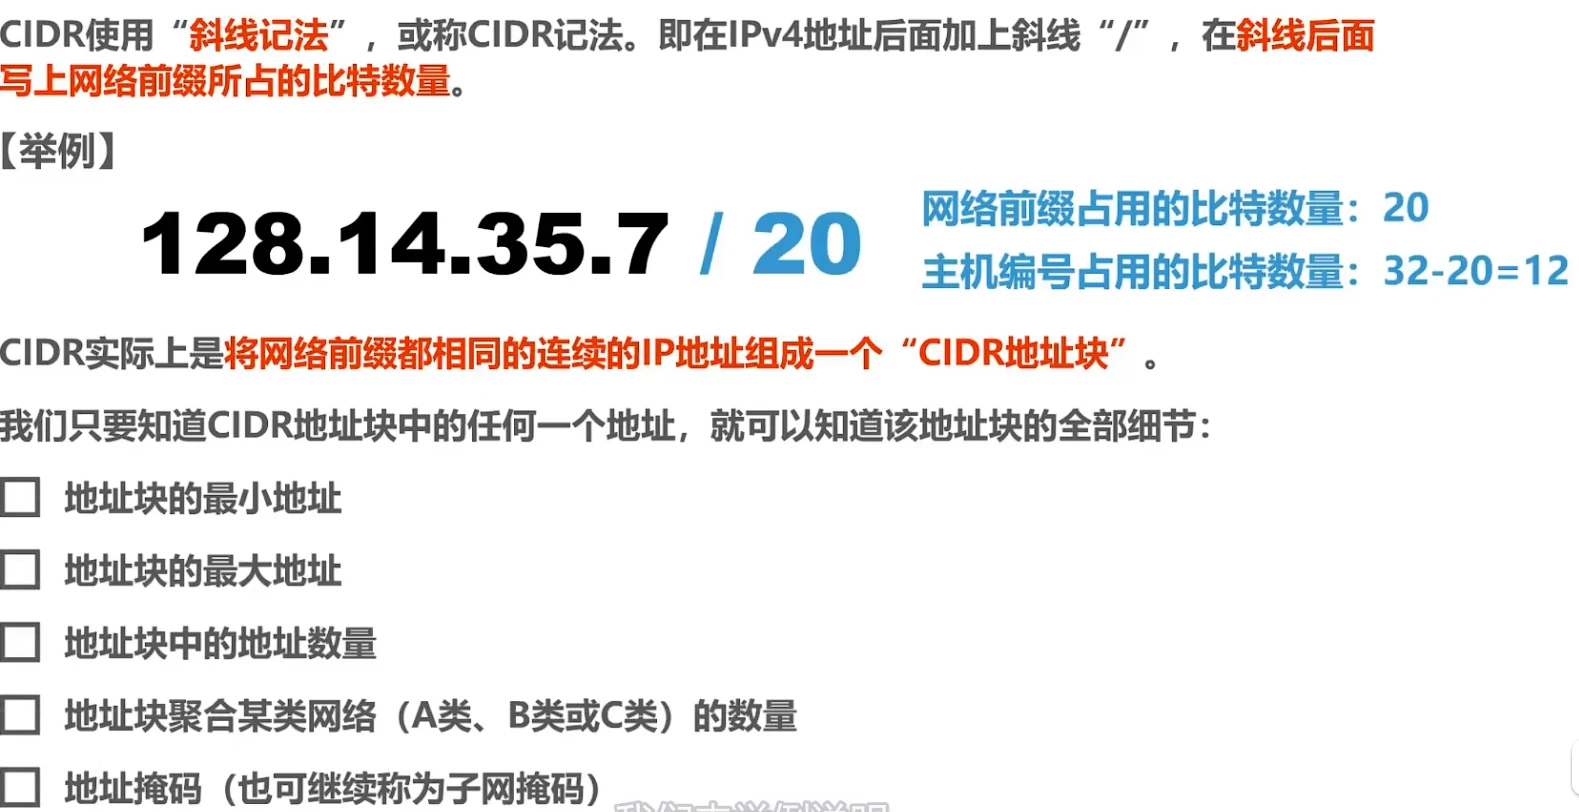 CIDR使用“斜线记法”，或称CIDR记法。即在IPv4地址后面加上斜线“/”，在斜线后面
写上网络前缀所占的比特数量。
【举例】
128.14.35.7 / 20
网络前缀占用的比特数量：20
主机编号占用的比特数量：32-20=12
CIDR实际上是将网络前缀都相同的连续的IP地址组成一个“CIDR地址块”。
我们只要知道CIDR地址块中的任何一个地址，就可以知道该地址块的全部细节：
地址块的最小地址
地址块的最大地址
地址块中的地址数量
地址块聚合某类网络（A类、B类或C类）的数量
地址掩码（也可继续称为子网掩码）